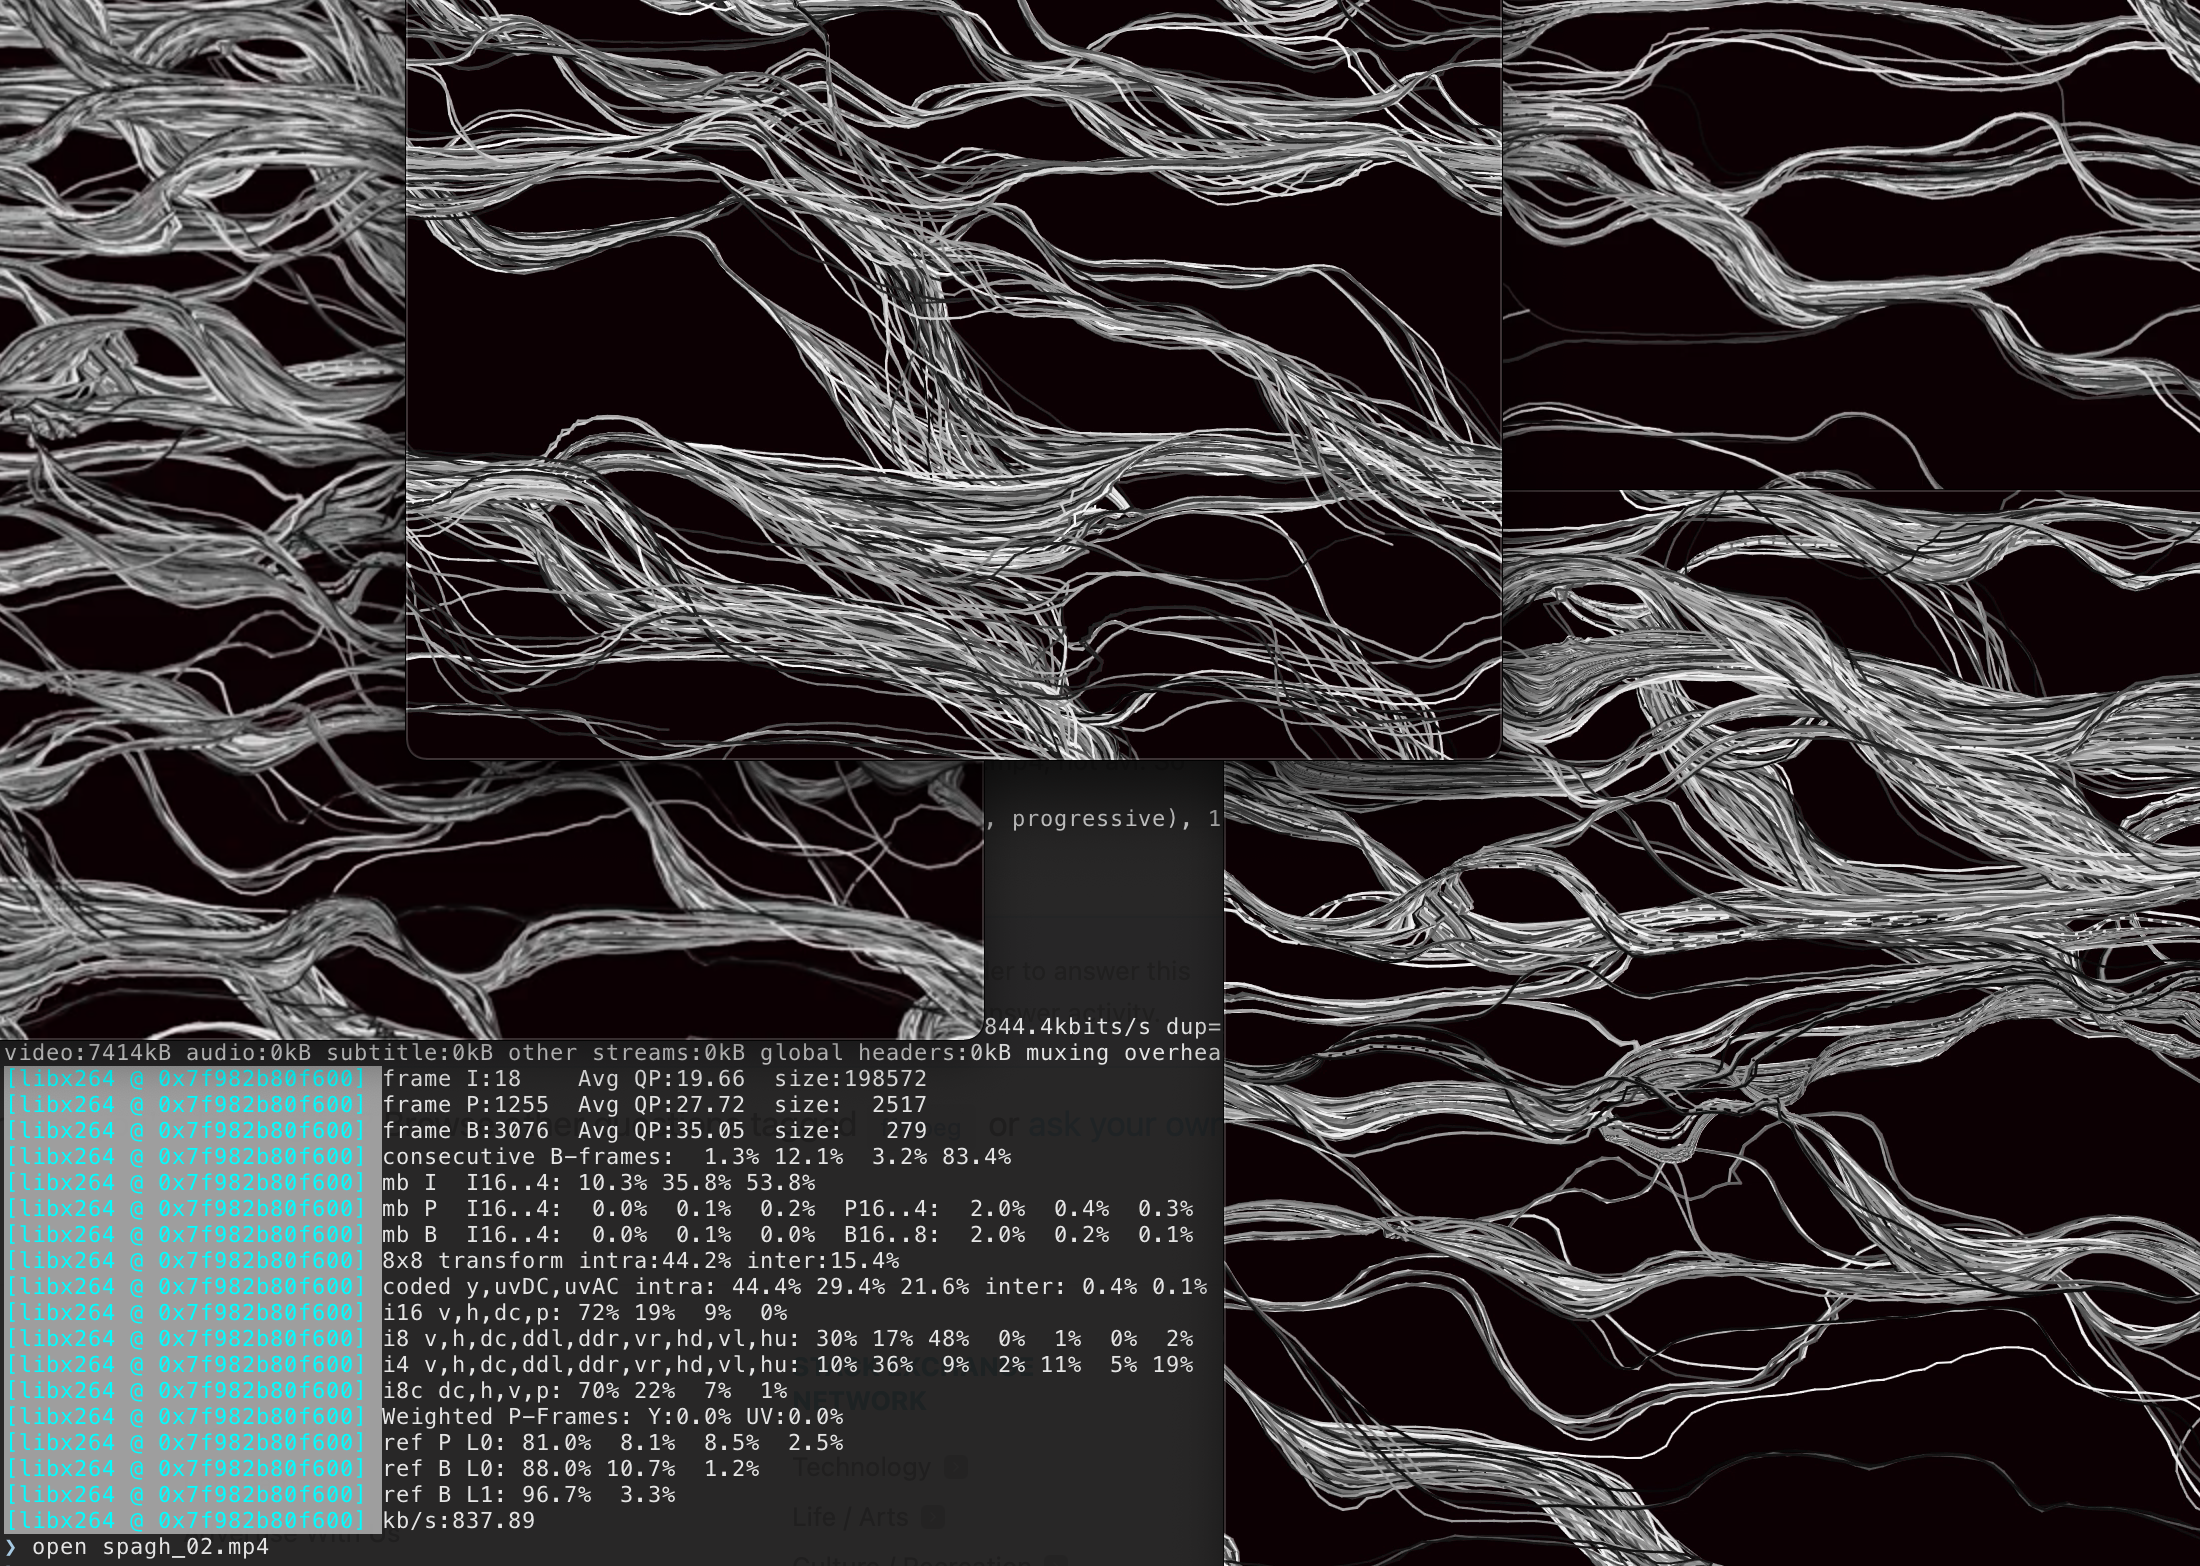 , progressive), 1
er to answer this
844.4kbits/s dup=
video:7414kB audio:0kB subtitle:0kB other streams:0kB global headers:0kB muxing overhea
[libx264 @ 0x7f982b80f600] frame I:18    Avg QP:19.66  size:198572
[libx264 @ 0x7f982b80f600] frame P:1255  Avg QP:27.72  size:  2517
[libx264 @ 0x7f982b80f600] frame B:3076  Avg QP:35.05  size:   279
or ask your own
[libx264 @ 0x7f982b80f600] consecutive B-frames:  1.3% 12.1%  3.2% 83.4%
[libx264 @ 0x7f982b80f600] mb I  I16..4: 10.3% 35.8% 53.8%
[libx264 @ 0x7f982b80f600] mb P  I16..4:  0.0%  0.1%  0.2%  P16..4:  2.0%  0.4%  0.3%
[libx264 @ 0x7f982b80f600] mb B  I16..4:  0.0%  0.1%  0.0%  B16..8:  2.0%  0.2%  0.1%
[libx264 @ 0x7f982b80f600] 8x8 transform intra:44.2% inter:15.4%
[libx264 @ 0x7f982b80f600] coded y,uvDC,uvAC intra: 44.4% 29.4% 21.6% inter: 0.4% 0.1%
[libx264 @ 0x7f982b80f600] i16 v,h,dc,p: 72% 19%  9%  0%
[libx264 @ 0x7f982b80f600] i8 v,h,dc,ddl,ddr,vr,hd,vl,hu: 30% 17% 48%  0%  1%  0%  2%
[libx264 @ 0x7f982b80f600] i4 v,h,dc,ddl,ddr,vr,hd,vl,hu: 10% 36%  9%  2% 11%  5% 19%
[libx264 @ 0x7f982b80f600] i8c dc,h,v,p: 70% 22%  7%  1%
NETWORK
[libx264 @ 0x7f982b80f600] Weighted P-Frames: Y:0.0% UV:0.0%
[libx264 @ 0x7f982b80f600] ref P L0: 81.0%  8.1%  8.5%  2.5%
[libx264 @ 0x7f982b80f600] ref B L0: 88.0% 10.7%  1.2%
Technology
[libx264 @ 0x7f982b80f600] ref B L1: 96.7%  3.3%
[libx264 @ 0x7f982b80f600] kb/s:837.89
Life / Arts
❯ open spagh_02.mp4
Culture / Recreation